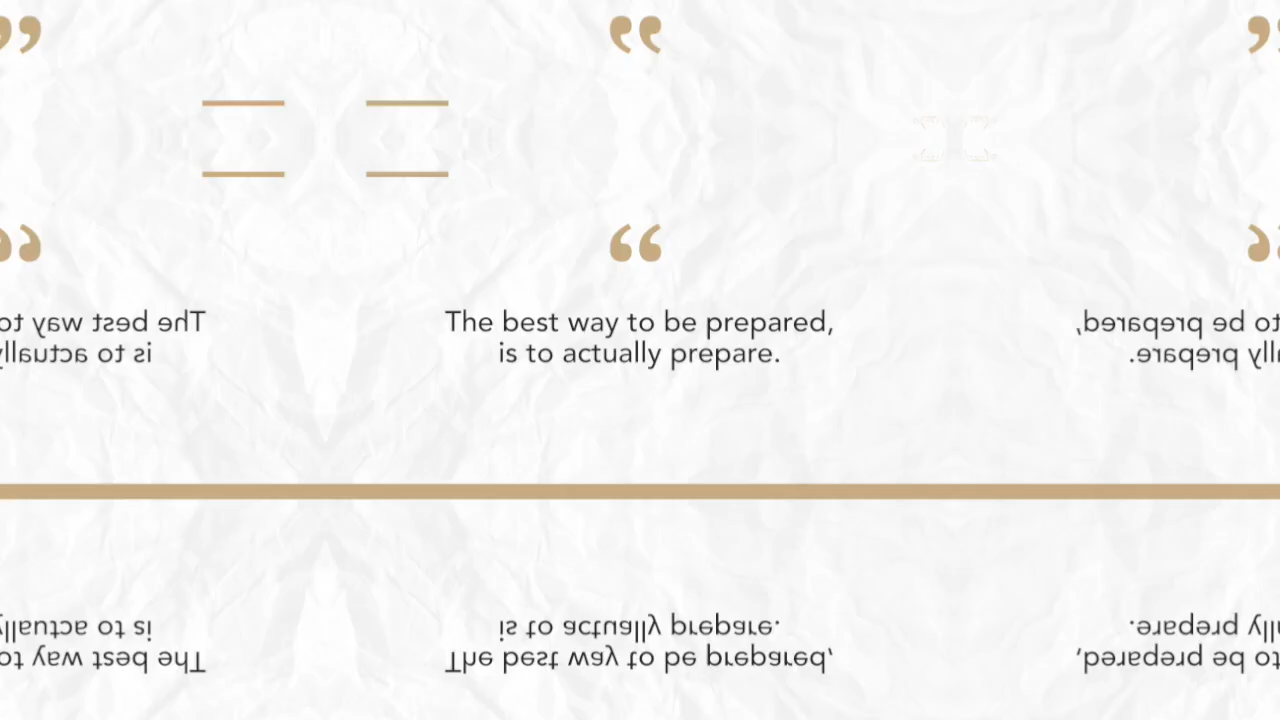 The best way to be prepared,
is to actually prepare.